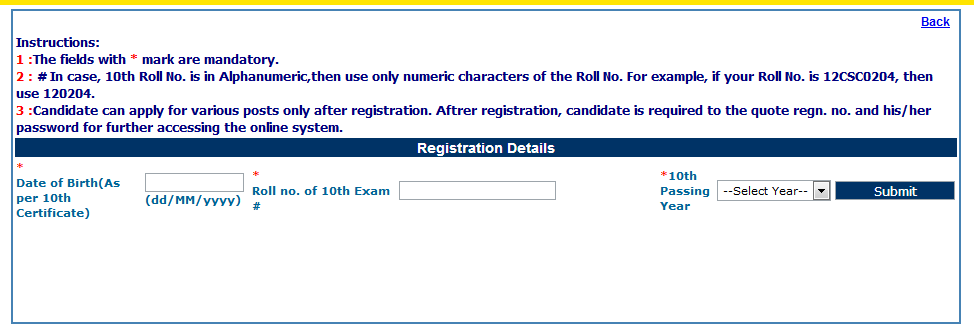 Back
Instructions:
1 :The fields with * mark are mandatory.
2 : # In case, 10th Roll No. is in Alphanumeric,then use only numeric characters of the Roll No. For example, if your Roll No. is 12CSC0204, then
use 120204.
3 :Candidate can apply for various posts only after registration. Aftrer registration, candidate is required to the quote regn. no. and his/her
password for further accessing the online system.
Registration Details
*
Date of Birth(As
per 10th
Certificate)
(dd/MM/yyyy)
*
Roll no. of 10th Exam
#
*10th
Passing
Year
--Select Year--
Submit